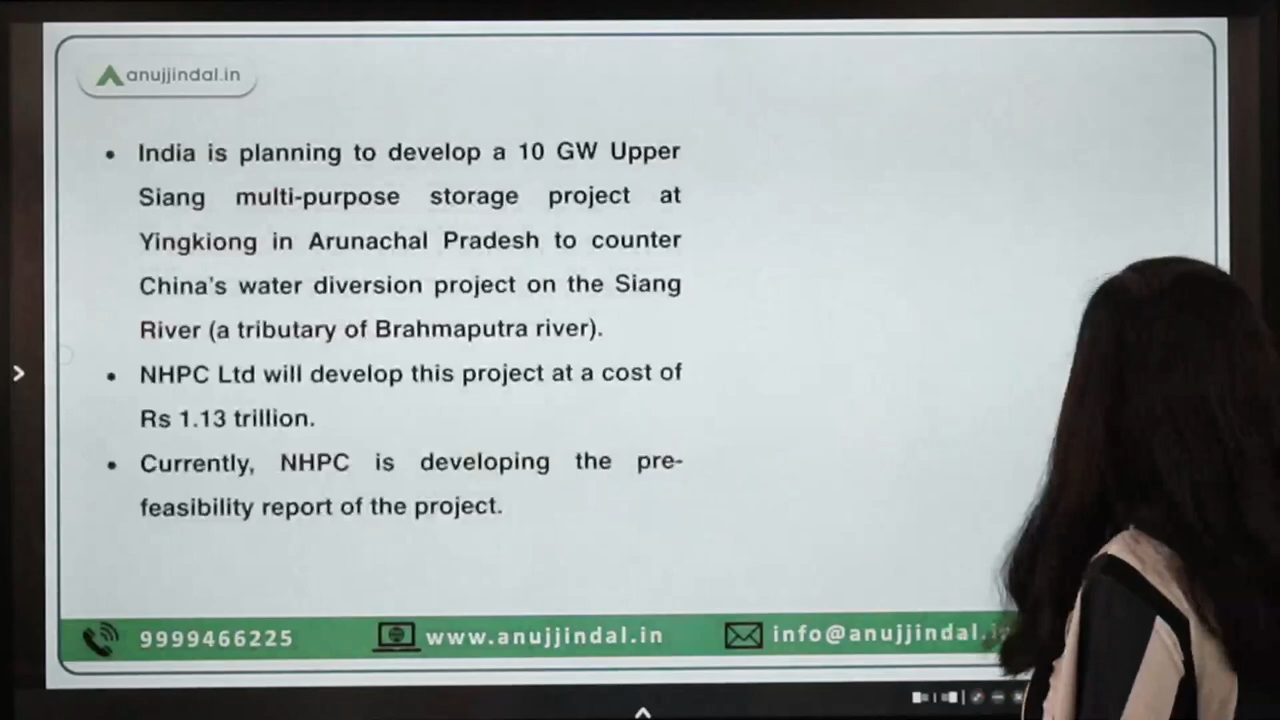 anujjindal.in
• India is planning to develop a 10 GW Upper
Siang multi-purpose storage project at
Yingkiong in Arunachal Pradesh to counter
China's water diversion project on the Siang
River (a tributary of Brahmaputra river).
• NHPC Ltd will develop this project at a cost of
Rs 1.13 trillion.
• Currently, NHPC is developing the pre-
feasibility report of the project.
9999466225 www.anujjindal.in info@anujjindal.i